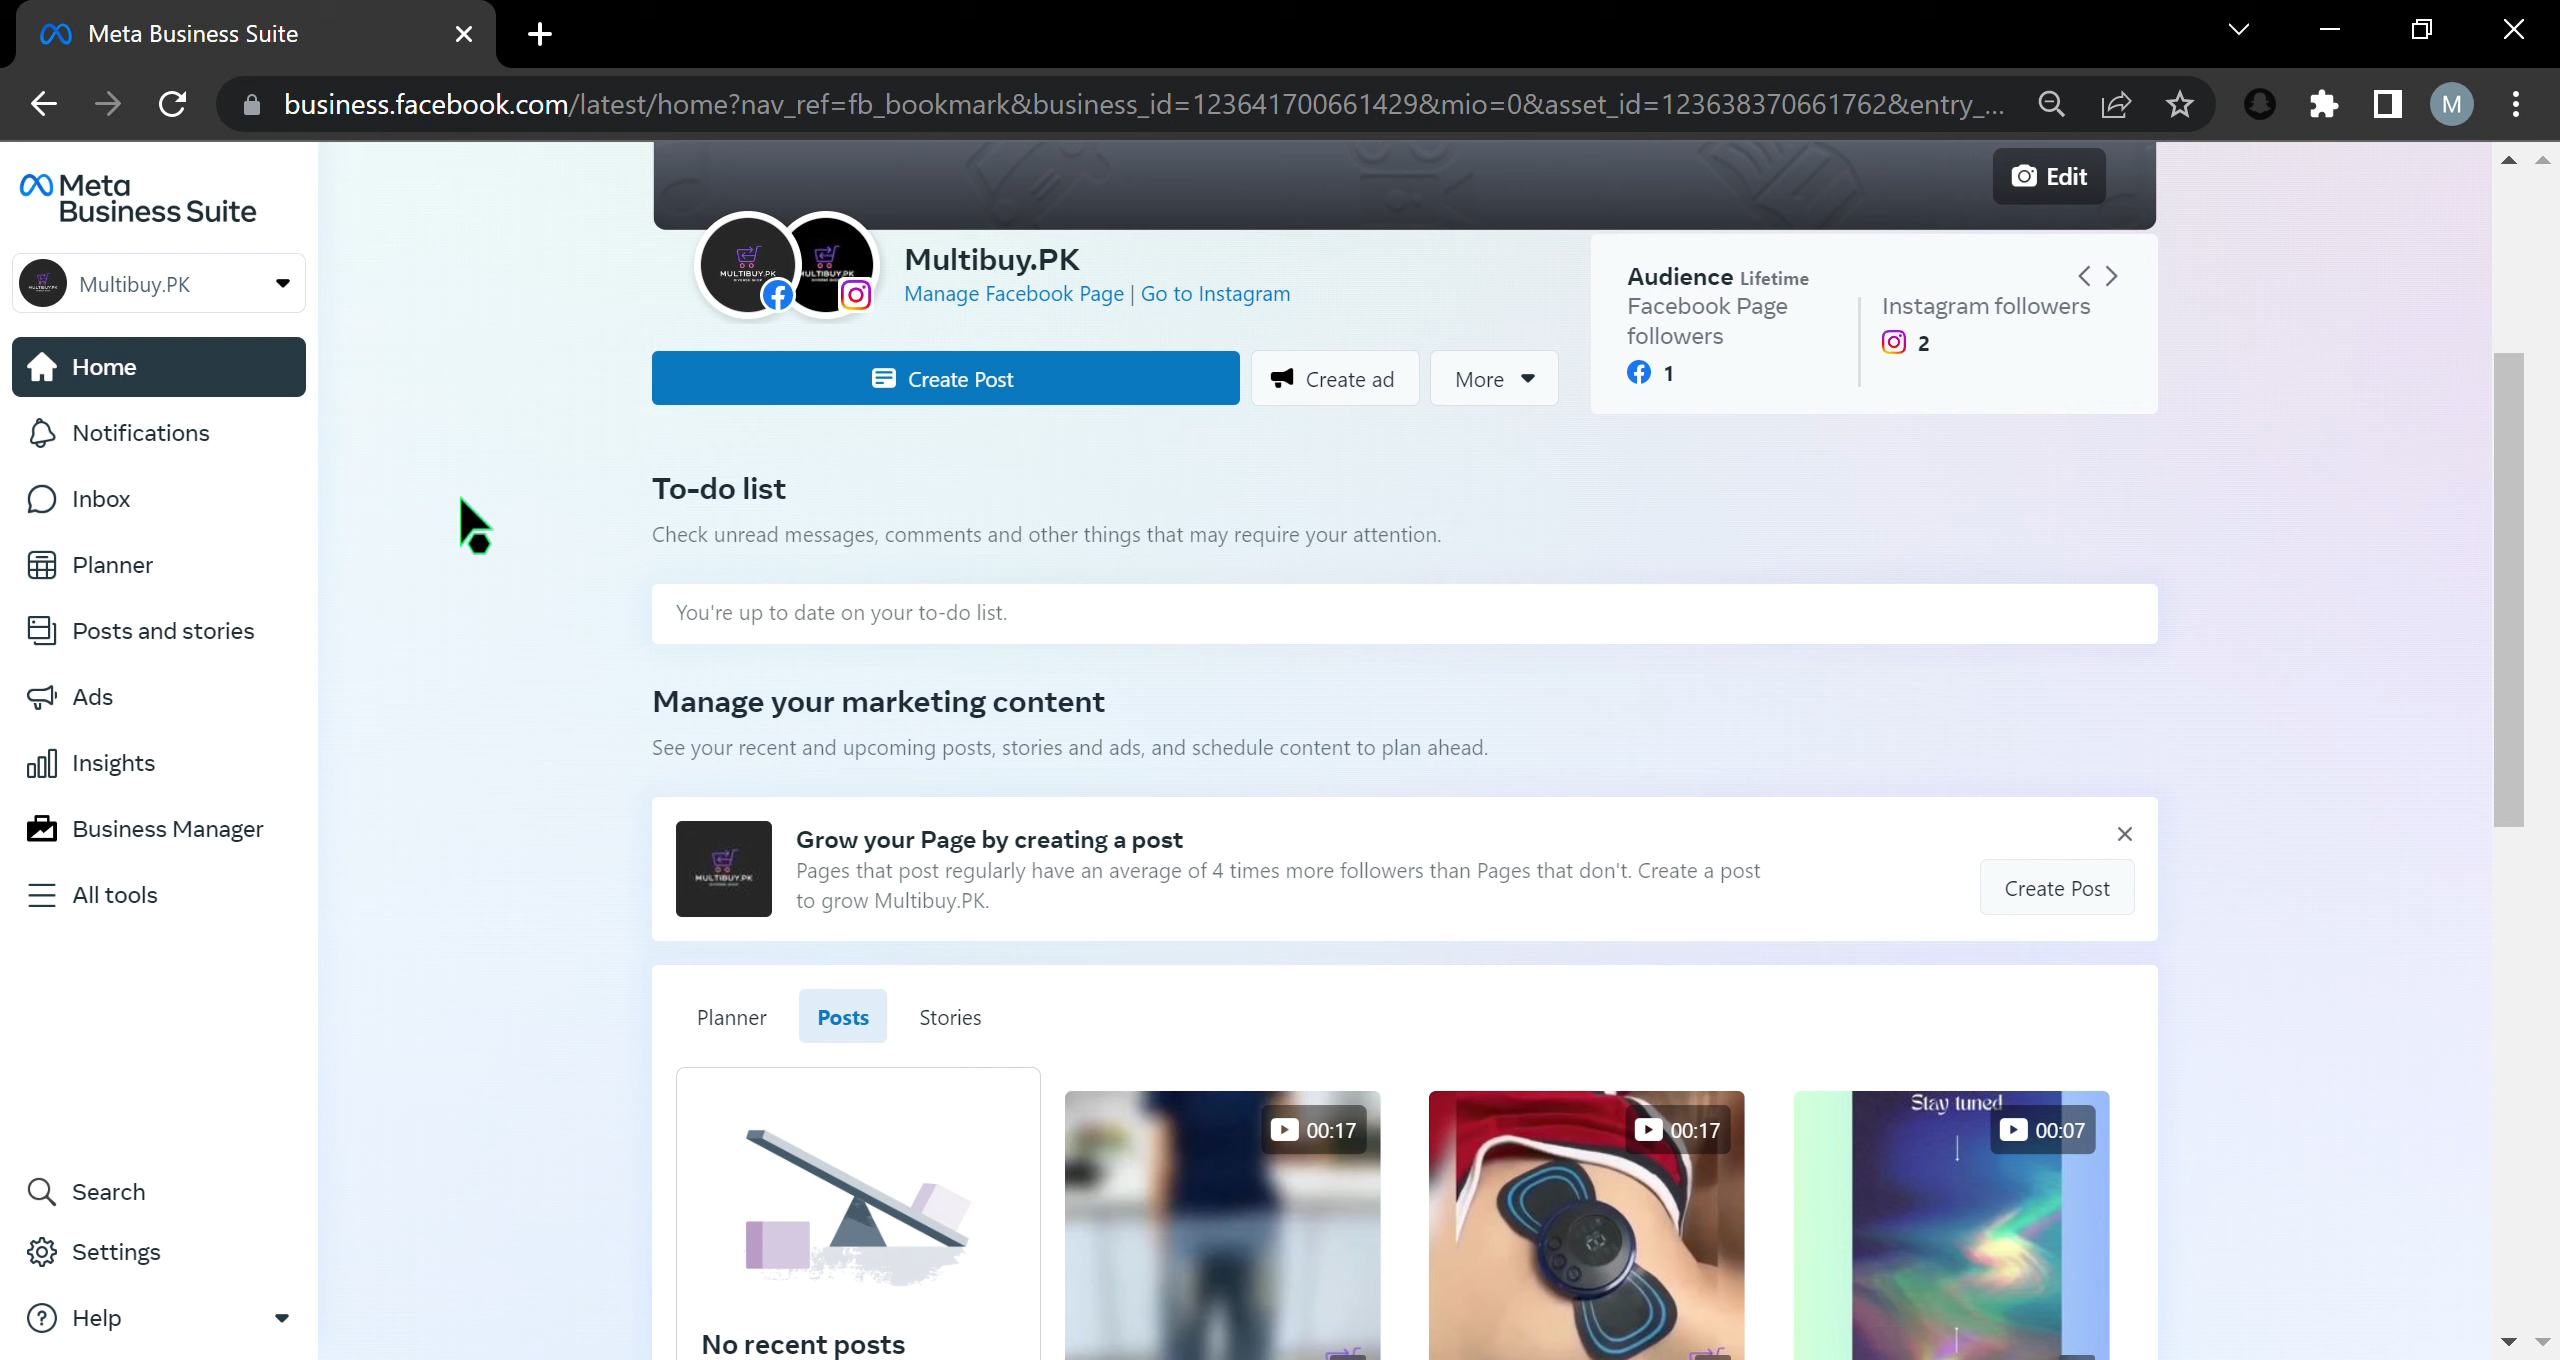 Meta Business Suite
business.facebook.com/latest/home?nav_ref=fb_bookmark&business_id=123641700661429&mio=0&asset_id=123638370661762&entry_...
M
Meta
Business Suite
Multibuy.PK
Home
Notifications
Inbox
Planner
Posts and stories
Ads
Insights
Business Manager
All tools
Search
Settings
Help
Edit
MULTIBUY.PK
MULTIBUY.PK
Multibuy.PK
Manage Facebook Page | Go to Instagram
Create Post
Create ad
More
Audience Lifetime
Facebook Page
followers
1
Instagram followers
2
To-do list
Check unread messages, comments and other things that may require your attention.
You're up to date on your to-do list.
Manage your marketing content
See your recent and upcoming posts, stories and ads, and schedule content to plan ahead.
MULTIBUY.PK
Grow your Page by creating a post
Pages that post regularly have an average of 4 times more followers than Pages that don't. Create a post
to grow Multibuy.PK.
Create Post
Planner
Posts
Stories
No recent posts
00:17
00:17
Stay tuned
00:07